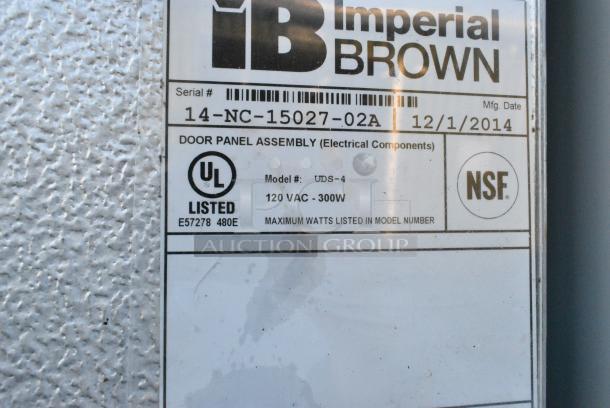 iB Imperial
BROWN
Serial #
Mfg. Date
14-NC-15027-02A 12/1/2014
DOOR PANEL ASSEMBLY (Electrical Components)
UL
LISTED
E57278 480E
Model #: UDS-4
120 VAC - 300W
MAXIMUM WATTS LISTED IN MODEL NUMBER
NSF
PCI
AUCTION GROUP